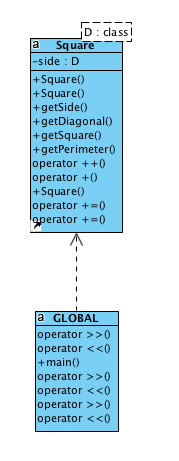 D : class
a
Square
-side : D
+Square()
+Square()
+getSide()
+getDiagonal()
+getSquare()
+getPerimeter()
operator ++()
operator +()
+Square()
operator +=()
operator +=()
a
GLOBAL
operator >>()
operator <<()
+main()
operator >>()
operator <<()
operator >>()
operator <<()